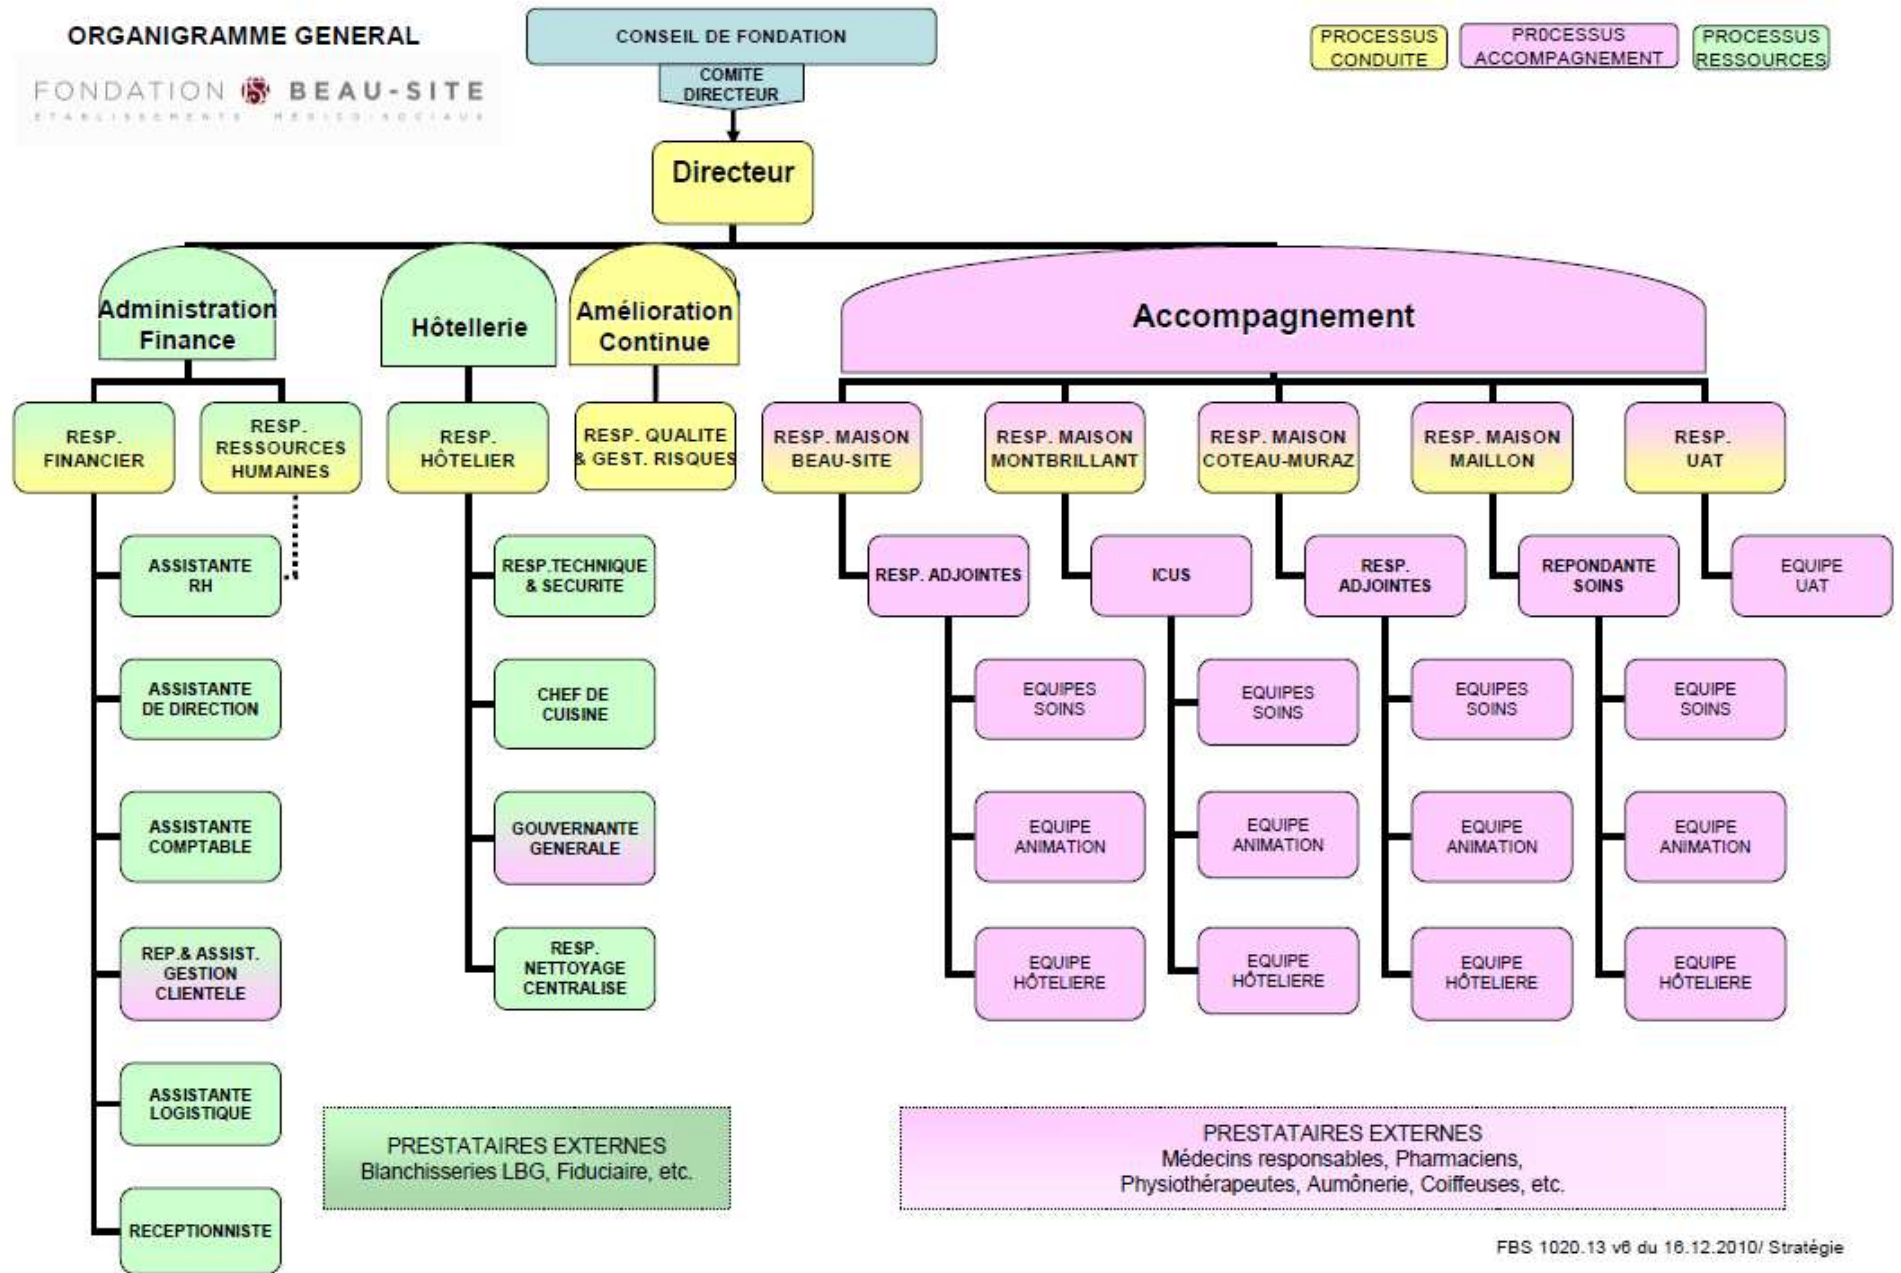 ORGANIGRAMME GENERAL
FONDATION BEAU-SITE
ETABLISSEMENTS MEDICO-SOCIAUX
CONSEIL DE FONDATION
COMITE
DIRECTEUR
PROCESSUS
CONDUITE
PROCESSUS
ACCOMPAGNEMENT
PROCESSUS
RESSOURCES
Directeur
Administration
Finance
Hôtellerie
Amélioration
Continue
Accompagnement
RESP.
FINANCIER
RESP.
RESSOURCES
HUMAINES
RESP.
HÔTELIER
RESP. QUALITE
& GEST. RISQUES
RESP. MAISON
BEAU-SITE
RESP. MAISON
MONTBRILLANT
RESP. MAISON
COTEAU-MURAZ
RESP. MAISON
MAILLON
RESP.
UAT
ASSISTANTE
RH
RESP.TECHNIQUE
& SECURITE
RESP. ADJOINTES
ICUS
RESP.
ADJOINTES
REPONDANTE
SOINS
EQUIPE
UAT
ASSISTANTE
DE DIRECTION
CHEF DE
CUISINE
EQUIPES
SOINS
EQUIPES
SOINS
EQUIPES
SOINS
EQUIPE
SOINS
ASSISTANTE
COMPTABLE
GOUVERNANTE
GENERALE
EQUIPE
ANIMATION
EQUIPE
ANIMATION
EQUIPE
ANIMATION
EQUIPE
ANIMATION
REP.& ASSIST.
GESTION
CLIENTELE
RESP.
NETTOYAGE
CENTRALISE
EQUIPE
HÔTELIERE
EQUIPE
HÔTELIERE
EQUIPE
HÔTELIERE
EQUIPE
HÔTELIERE
ASSISTANTE
LOGISTIQUE
RECEPTIONNISTE
PRESTATAIRES EXTERNES
Blanchisseries LBG, Fiduciaire, etc.
PRESTATAIRES EXTERNES
Médecins responsables, Pharmaciens,
Physiothérapeutes, Aumônerie, Coiffeuses, etc.
FBS 1020.13 v6 du 16.12.2010/ Stratégie